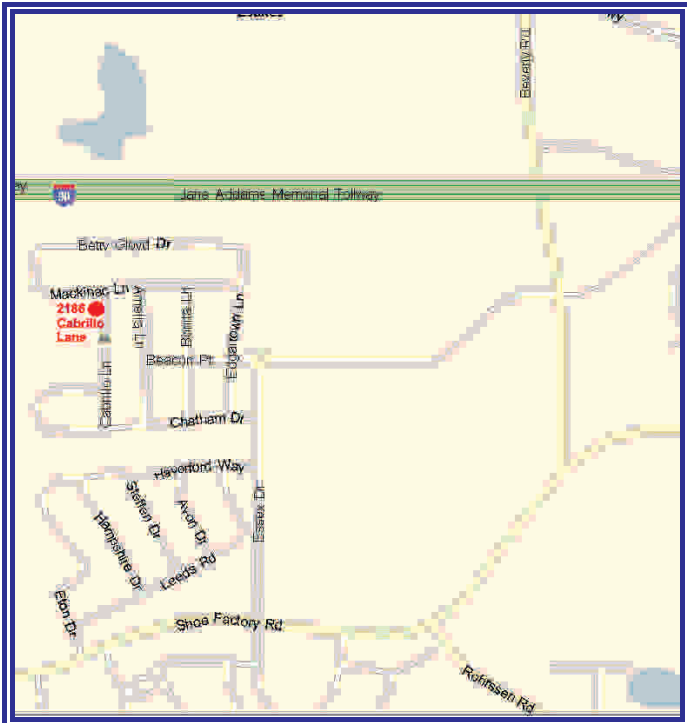 Beverly Rd
90
Jane Addams Memorial Tollway
Betty Gloyd Dr
Mackinac Ln
2186
Cabrillo
Lane
Amelia Ln
Bonita Ln
Edgartown Ln
Beacon Pt
Cabrillo Ln
Chatham Dr
Haverford Way
Steffen Dr
Avon Dr
Essex Dr
Hampshire Dr
Leeds Rd
Eton Dr
Shoe Factory Rd
Rohrssen Rd